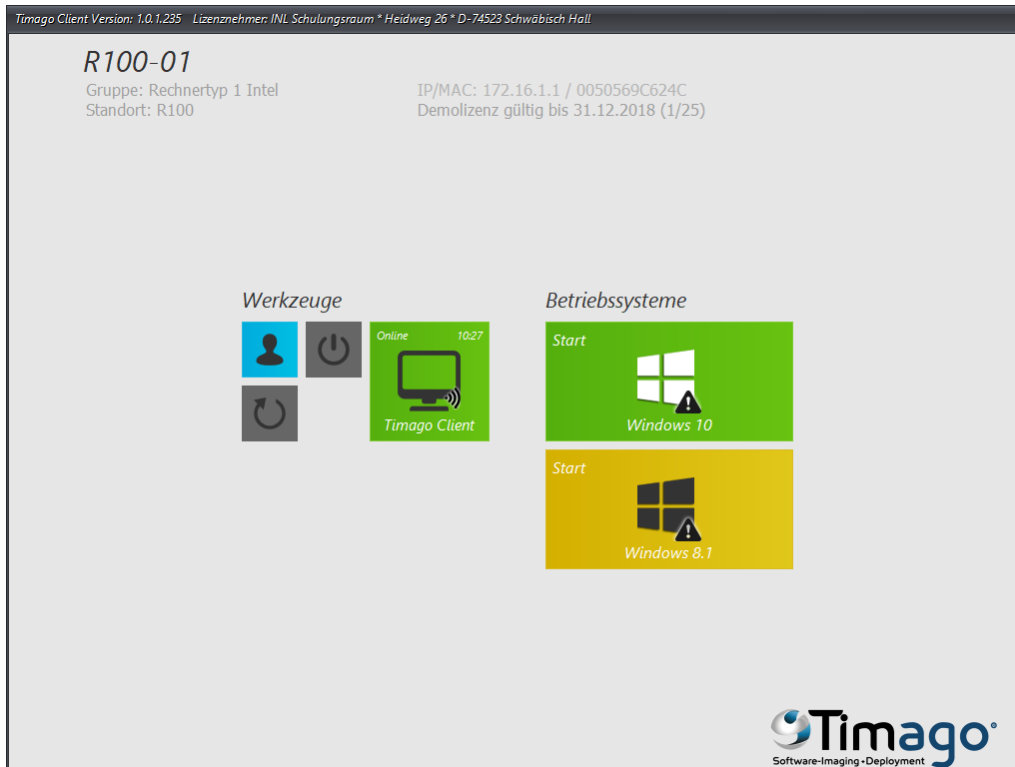 Timago Client Version: 1.0.1.235 Lizenznehmer: INL Schulungsraum * Heidweg 26 * D-74523 Schwäbisch Hall
R100-01
Gruppe: Rechnertyp 1 Intel
IP/MAC: 172.16.1.1 / 0050569C624C
Standort: R100
Demolizenz gültig bis 31.12.2018 (1/25)
Werkzeuge
Online 10:27
Timago Client
Betriebssysteme
Start
Windows 10
Start
Windows 8.1
Timago
Software-Imaging+Deployment